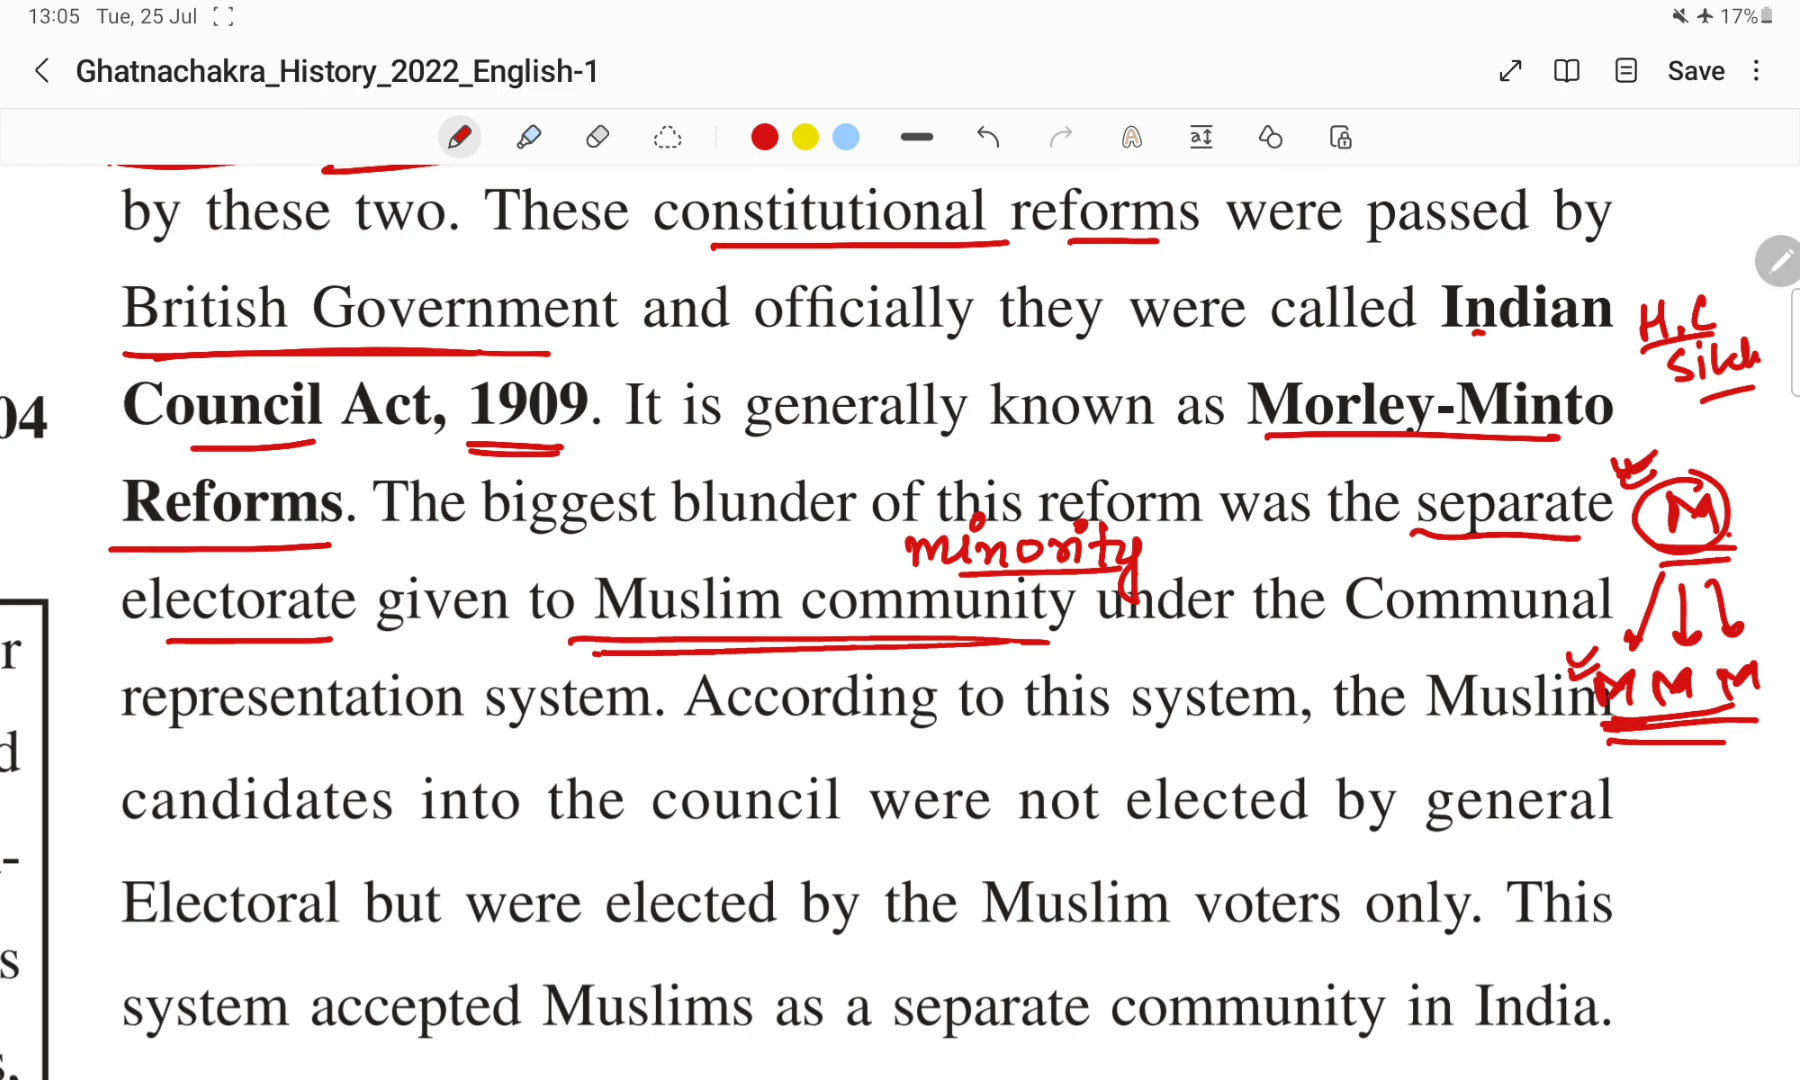 13:05 Tue, 25 Jul 17%
Ghatnachakra_History_2022_English-1 Save
by these two. These constitutional reforms were passed by
British Government and officially they were called Indian
H, C
Sikh
04 Council Act, 1909. It is generally known as Morley-Minto
Reforms. The biggest blunder of this reform was the separate
M
minority
electorate given to Muslim community under the Communal
r
representation system. According to this system, the Muslim
M M M
d
candidates into the council were not elected by general
-
Electoral but were elected by the Muslim voters only. This
s
system accepted Muslims as a separate community in India.
s.